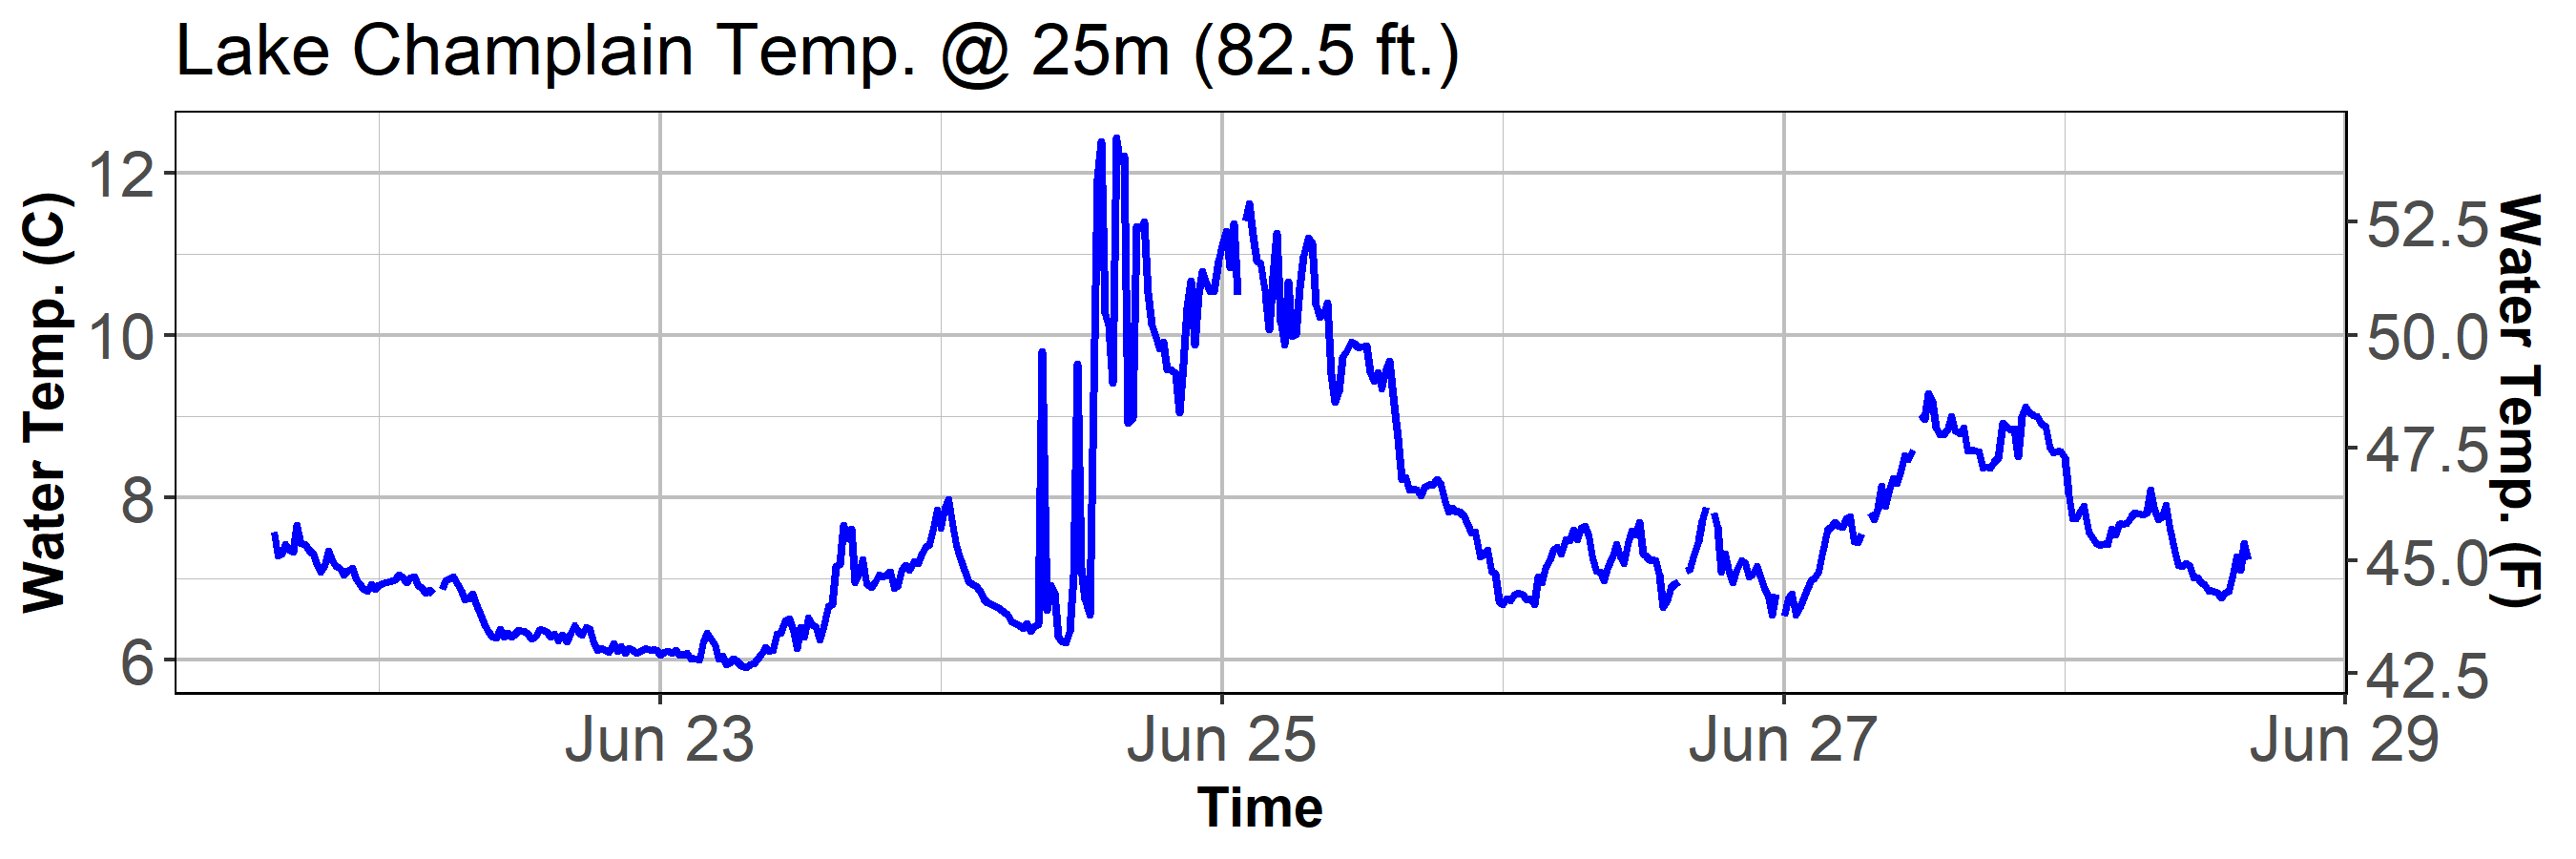 Lake Champlain Temp. @ 25m (82.5 ft.)
Water Temp. (C)
12
10
8
6
52.5
50.0
47.5
45.0
42.5
Water Temp. (F)
Jun 23
Jun 25
Jun 27
Jun 29
Time